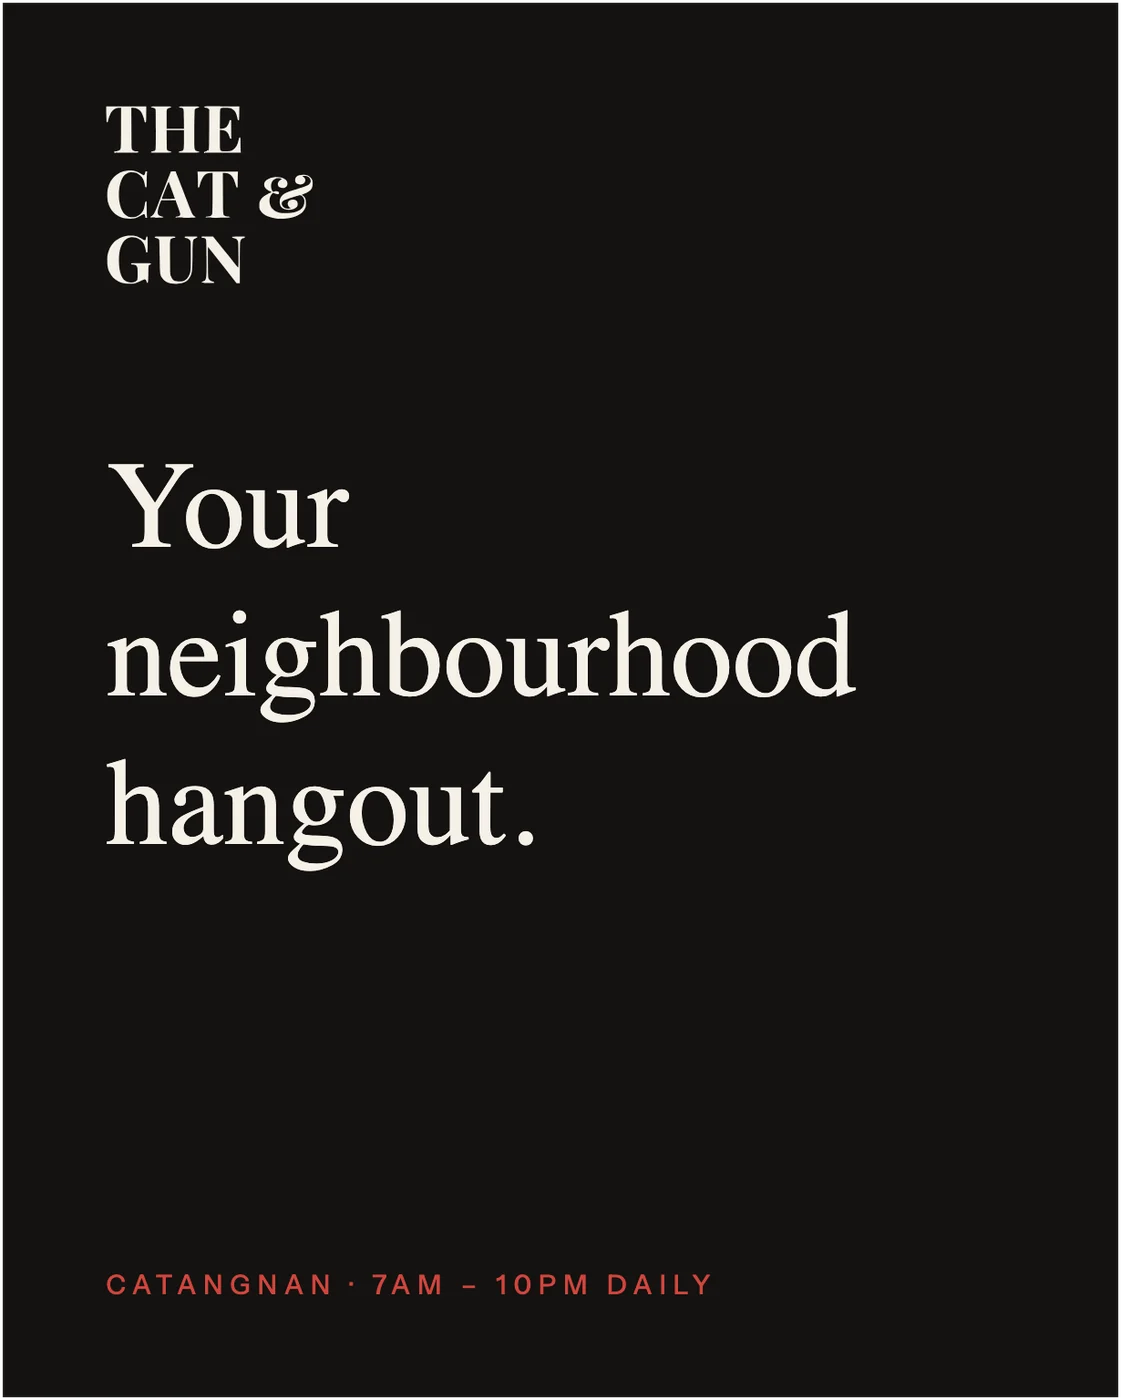 THE
CAT &
GUN
Your
neighbourhood
hangout.
CATANGNAN · 7AM – 10PM DAILY